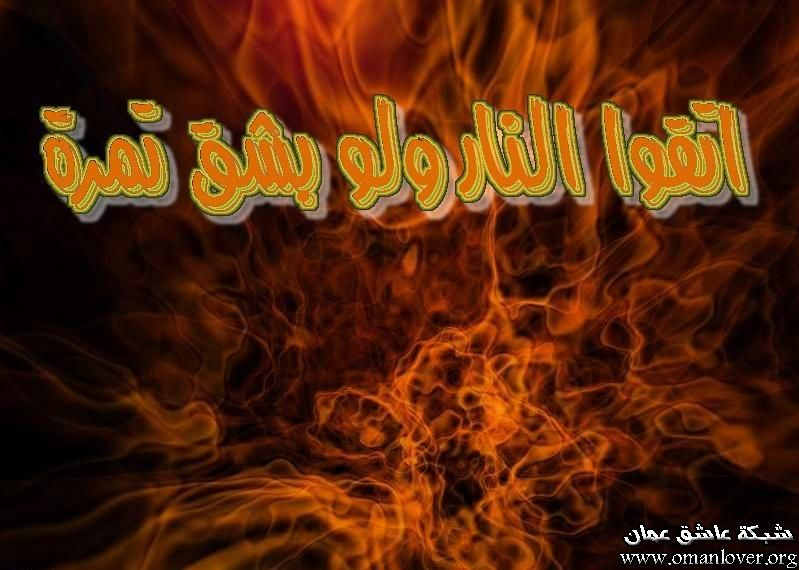 اتقوا النار ولو بشق تمرة
شبكة عاشق عمان
www.omanlover.org